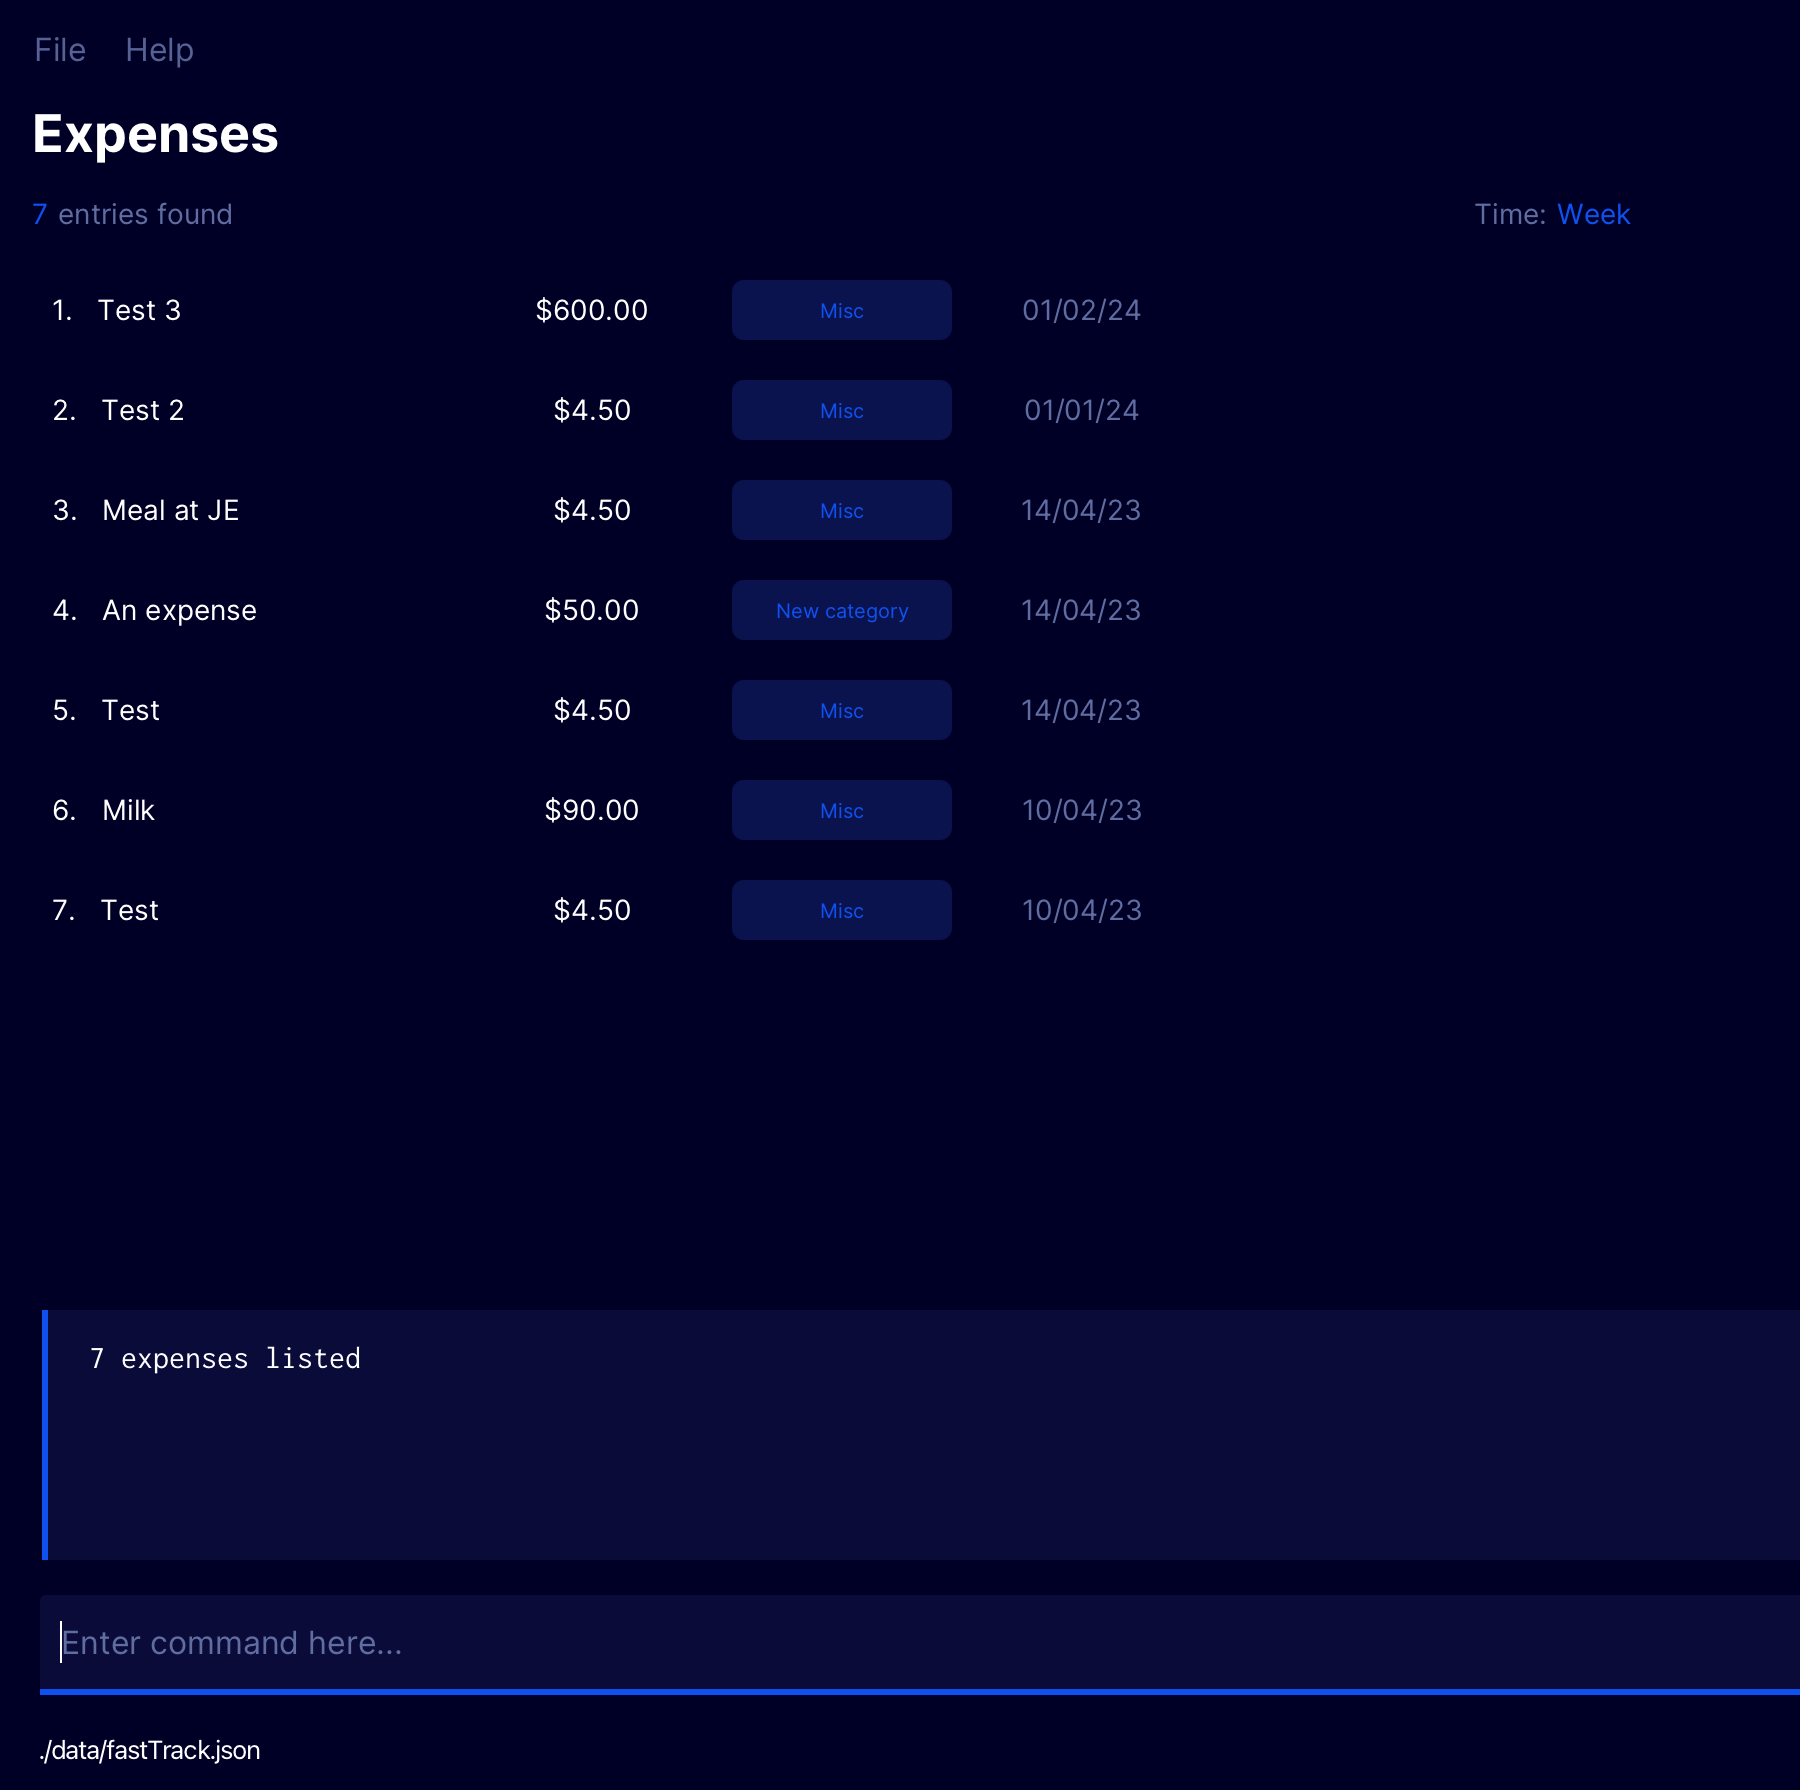 File Help
Expenses
7 entries found Time: Week
1. Test 3 $600.00 Misc 01/02/24
2. Test 2 $4.50 Misc 01/01/24
3. Meal at JE $4.50 Misc 14/04/23
4. An expense $50.00 New category 14/04/23
5. Test $4.50 Misc 14/04/23
6. Milk $90.00 Misc 10/04/23
7. Test $4.50 Misc 10/04/23
7 expenses listed
Enter command here...
./data/fastTrack.json